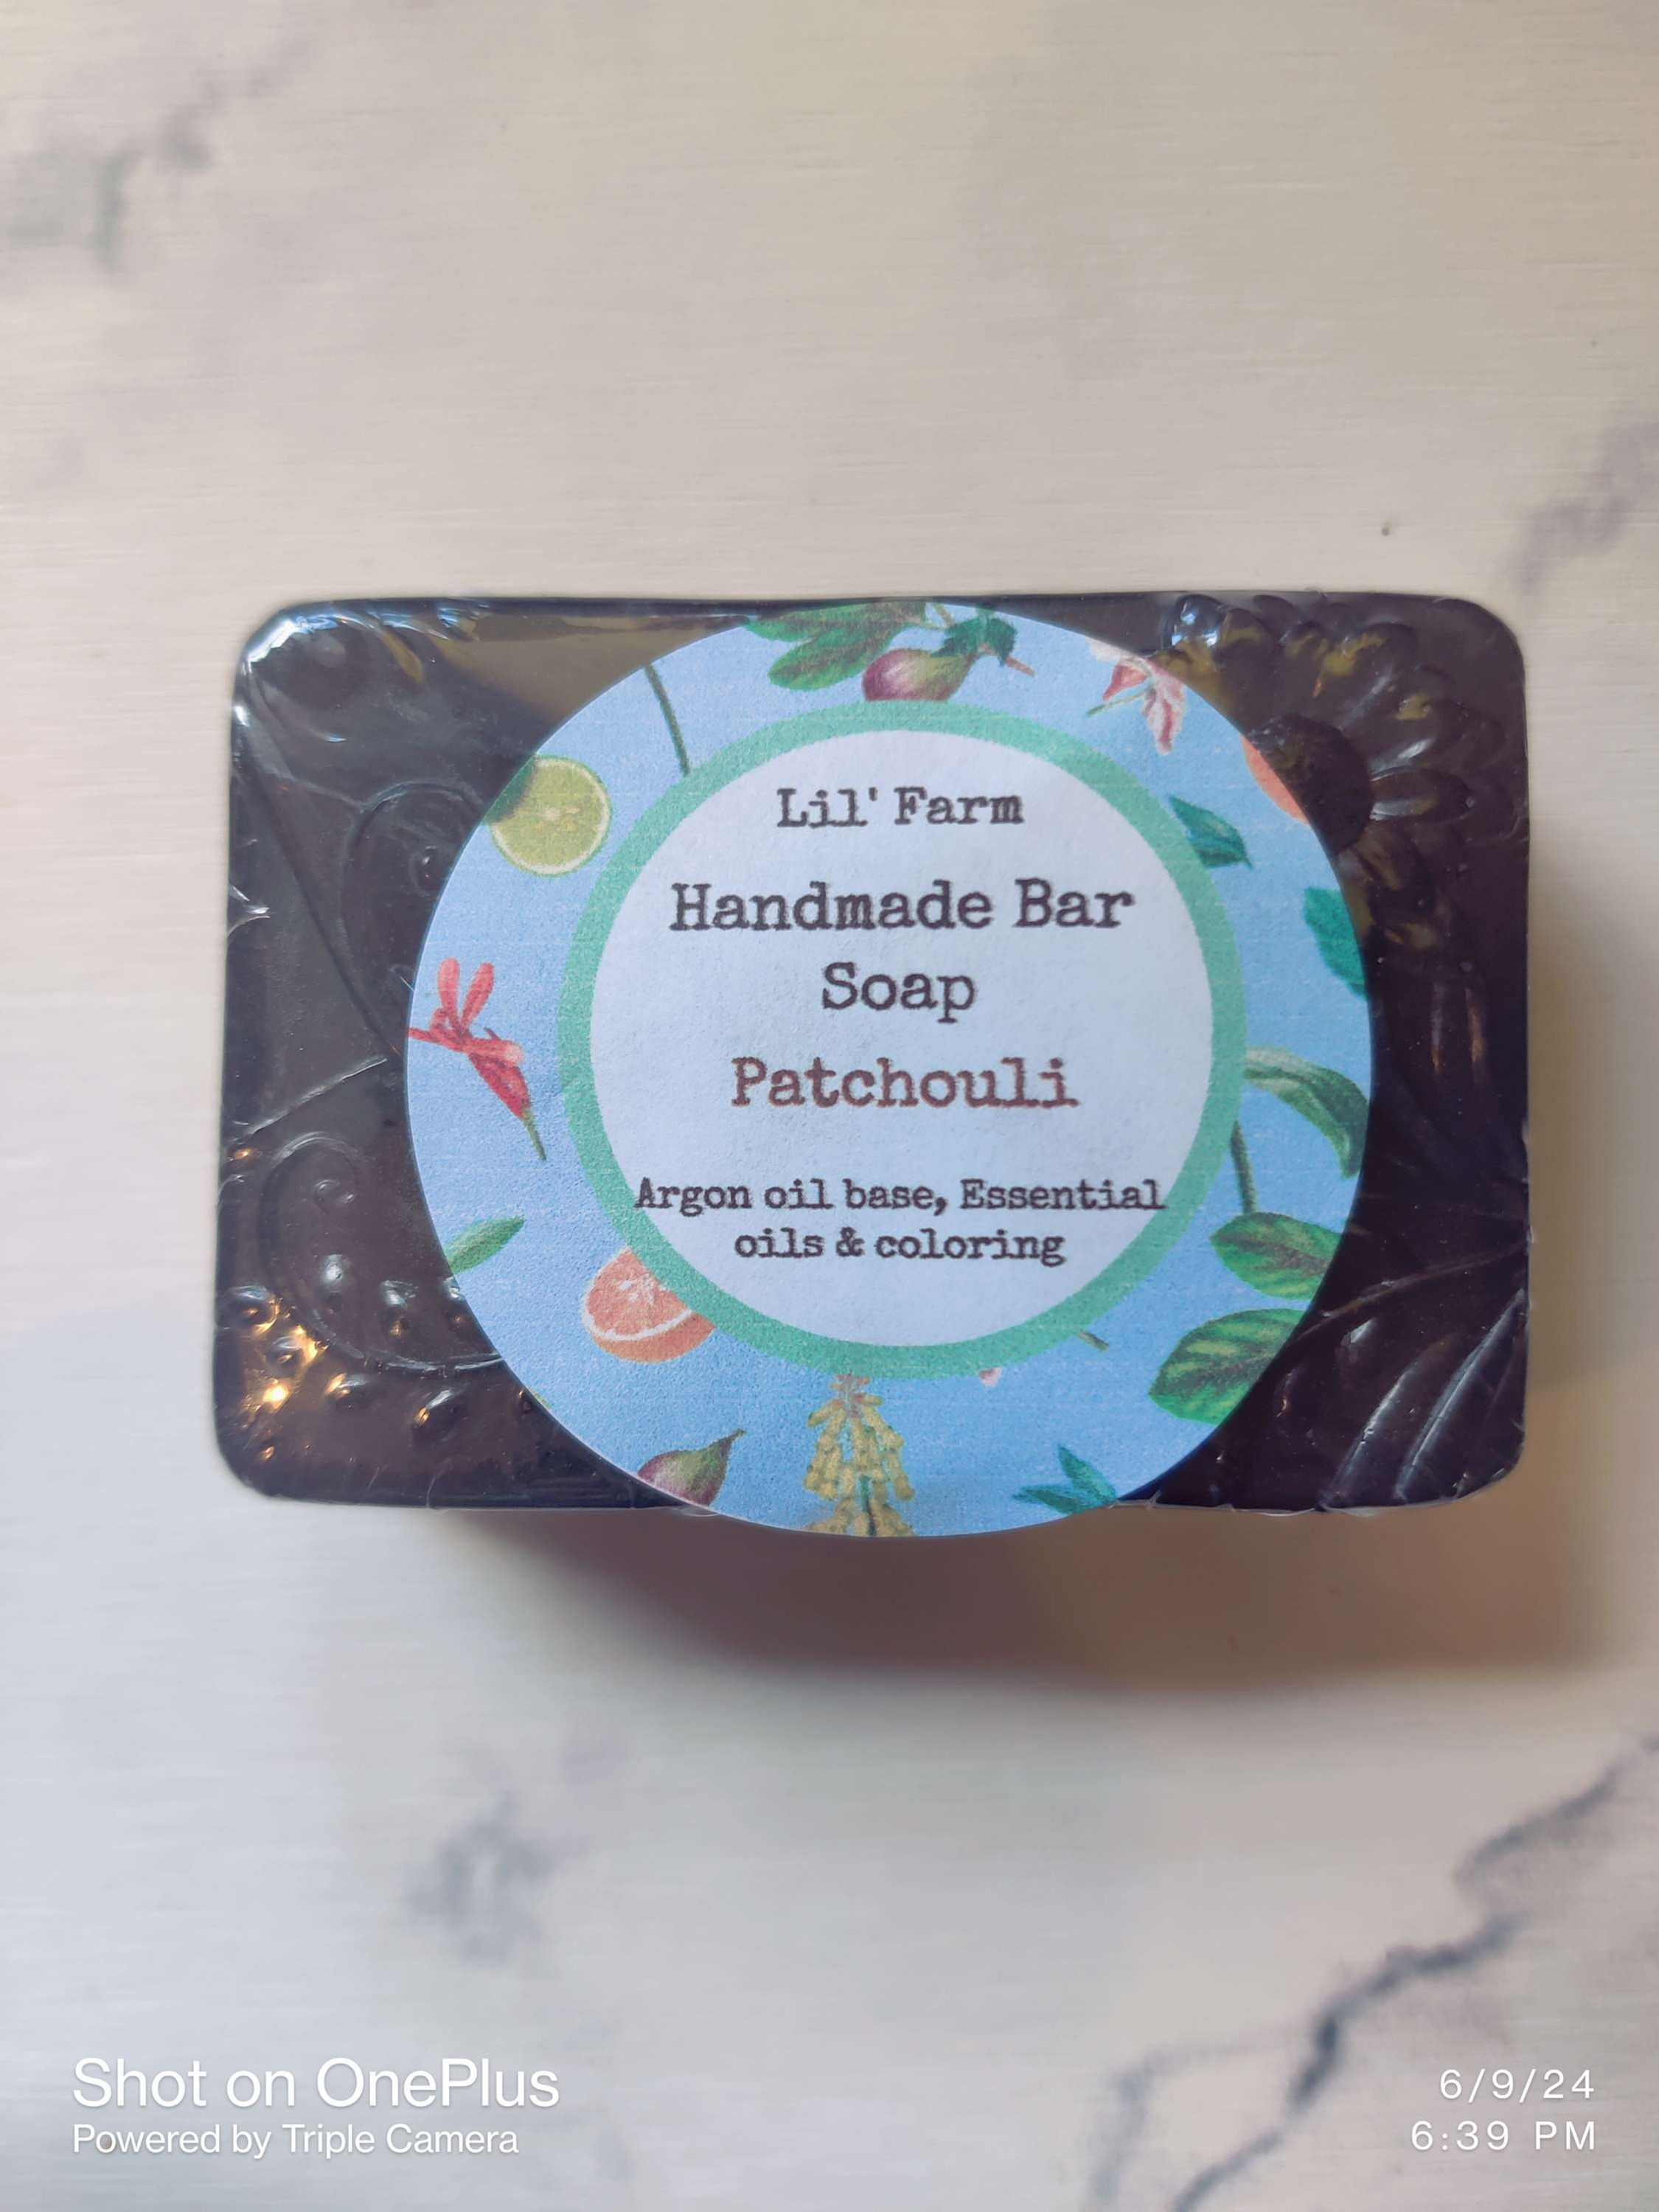 Lil' Farm
Handmade Bar
Soap
Patchouli
Argon oil base, Essential
oils & coloring
Shot on OnePlus
Powered by Triple Camera
6/9/24
6:39 PM